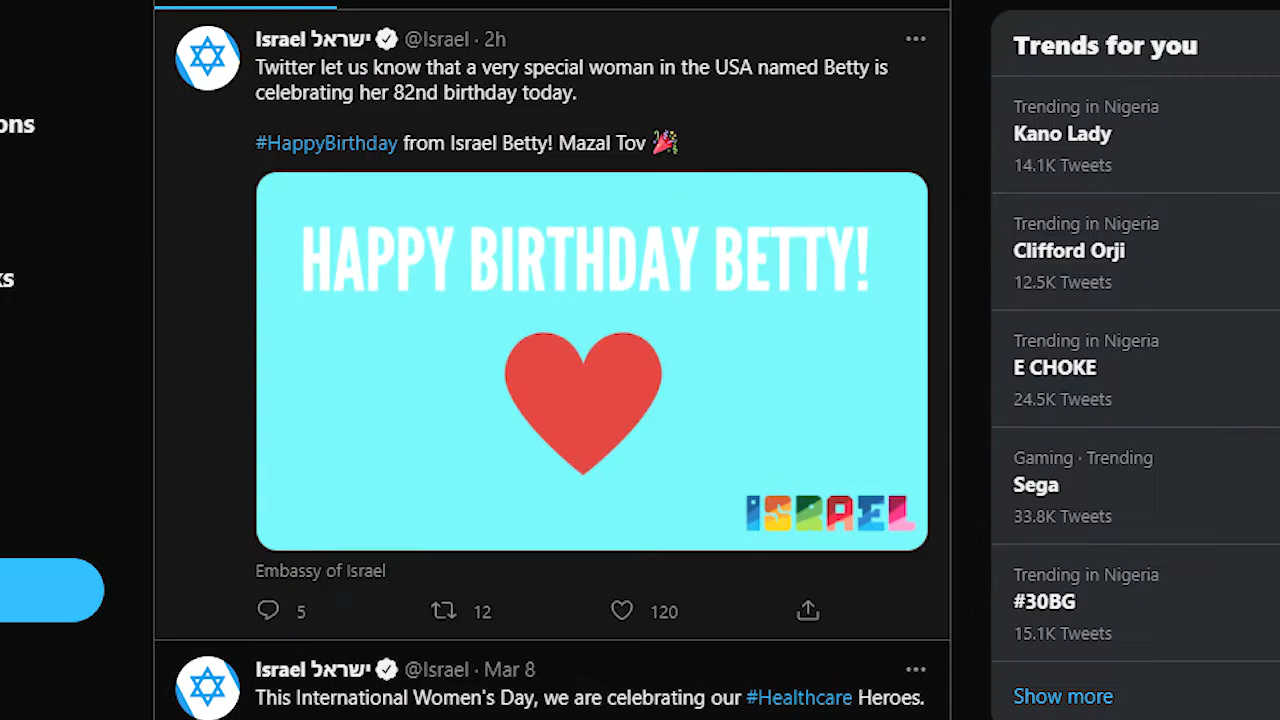 ons
ks
Israel ישראל @Israel · 2h
Twitter let us know that a very special woman in the USA named Betty is
celebrating her 82nd birthday today.
#HappyBirthday from Israel Betty! Mazal Tov 🎉
HAPPY BIRTHDAY BETTY!
ISRAEL
Embassy of Israel
5 12 120
Israel ישראל @Israel · Mar 8
This International Women's Day, we are celebrating our #Healthcare Heroes.
Trends for you
Trending in Nigeria
Kano Lady
14.1K Tweets
Trending in Nigeria
Clifford Orji
12.5K Tweets
Trending in Nigeria
E CHOKE
24.5K Tweets
Gaming · Trending
Sega
33.8K Tweets
Trending in Nigeria
#30BG
15.1K Tweets
Show more